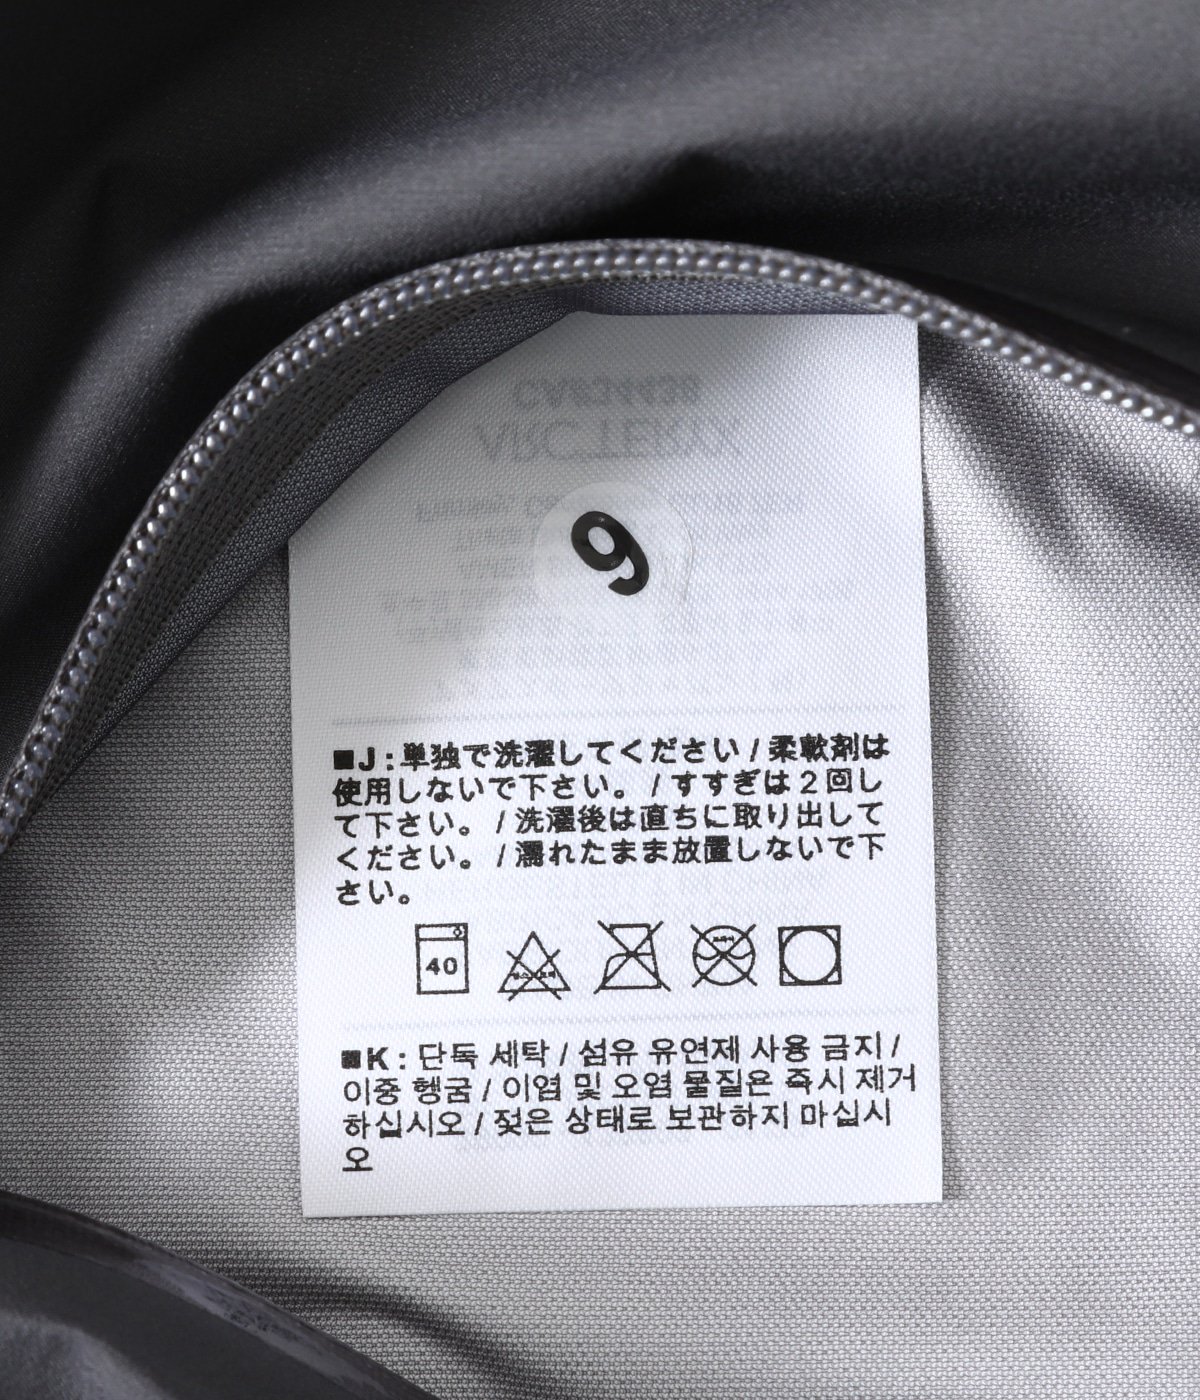 9
■J : 単独で洗濯してください / 柔軟剤は
使用しないで下さい。 / すすぎは 2 回し
て下さい。 / 洗濯後は直ちに取り出して
ください。 / 濡れたまま放置しないで下
さい。
40
■K : 단독 세탁 / 섬유 유연제 사용 금지 /
이중 헹굼 / 이염 및 오염 물질은 즉시 제거
하십시오 / 젖은 상태로 보관하지 마십시
오